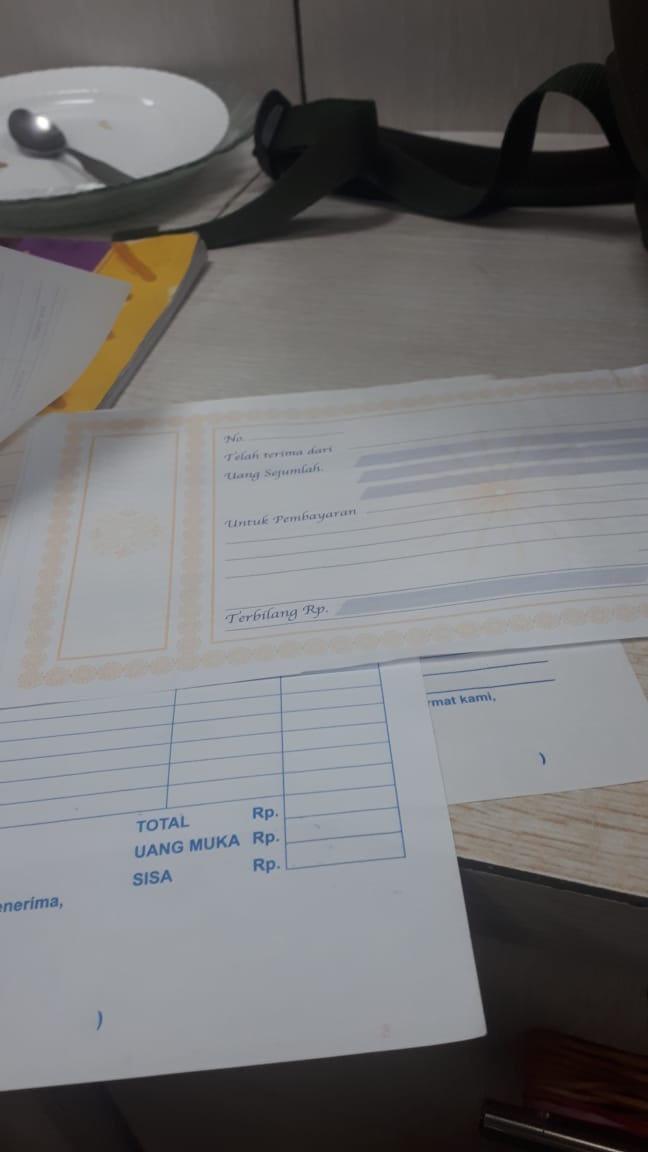 No.
Telah terima dari
Uang Sejumlah.
Untuk Pembayaran
Terbilang Rp.
rmat kami,
)
TOTAL Rp.
UANG MUKA Rp.
SISA Rp.
enerima,
)